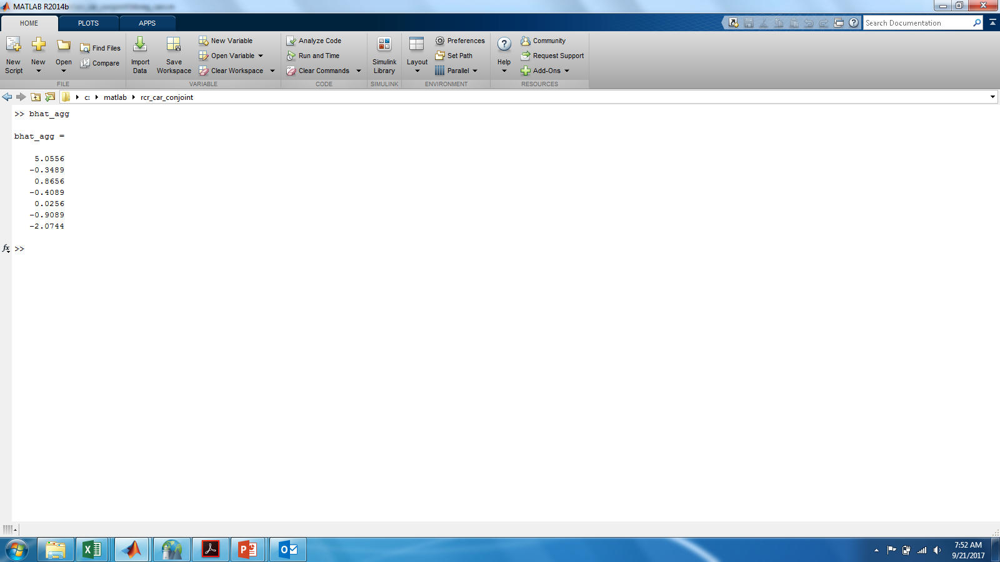 MATLAB R2014b
HOME PLOTS APPS
Search Documentation
New Script
New
Open
Find Files
Compare
Import Data
Save Workspace
New Variable
Open Variable
Clear Workspace
Analyze Code
Run and Time
Clear Commands
Simulink Library
Layout
Preferences
Set Path
Parallel
Help
Community
Request Support
Add-Ons
FILE VARIABLE CODE SIMULINK ENVIRONMENT RESOURCES
c: matlab rcr_car_conjoint
>> bhat_agg
bhat_agg =
5.0556
-0.3489
0.8656
-0.4089
0.0256
-0.9089
-2.0744
fx >>
7:52 AM
9/21/2017